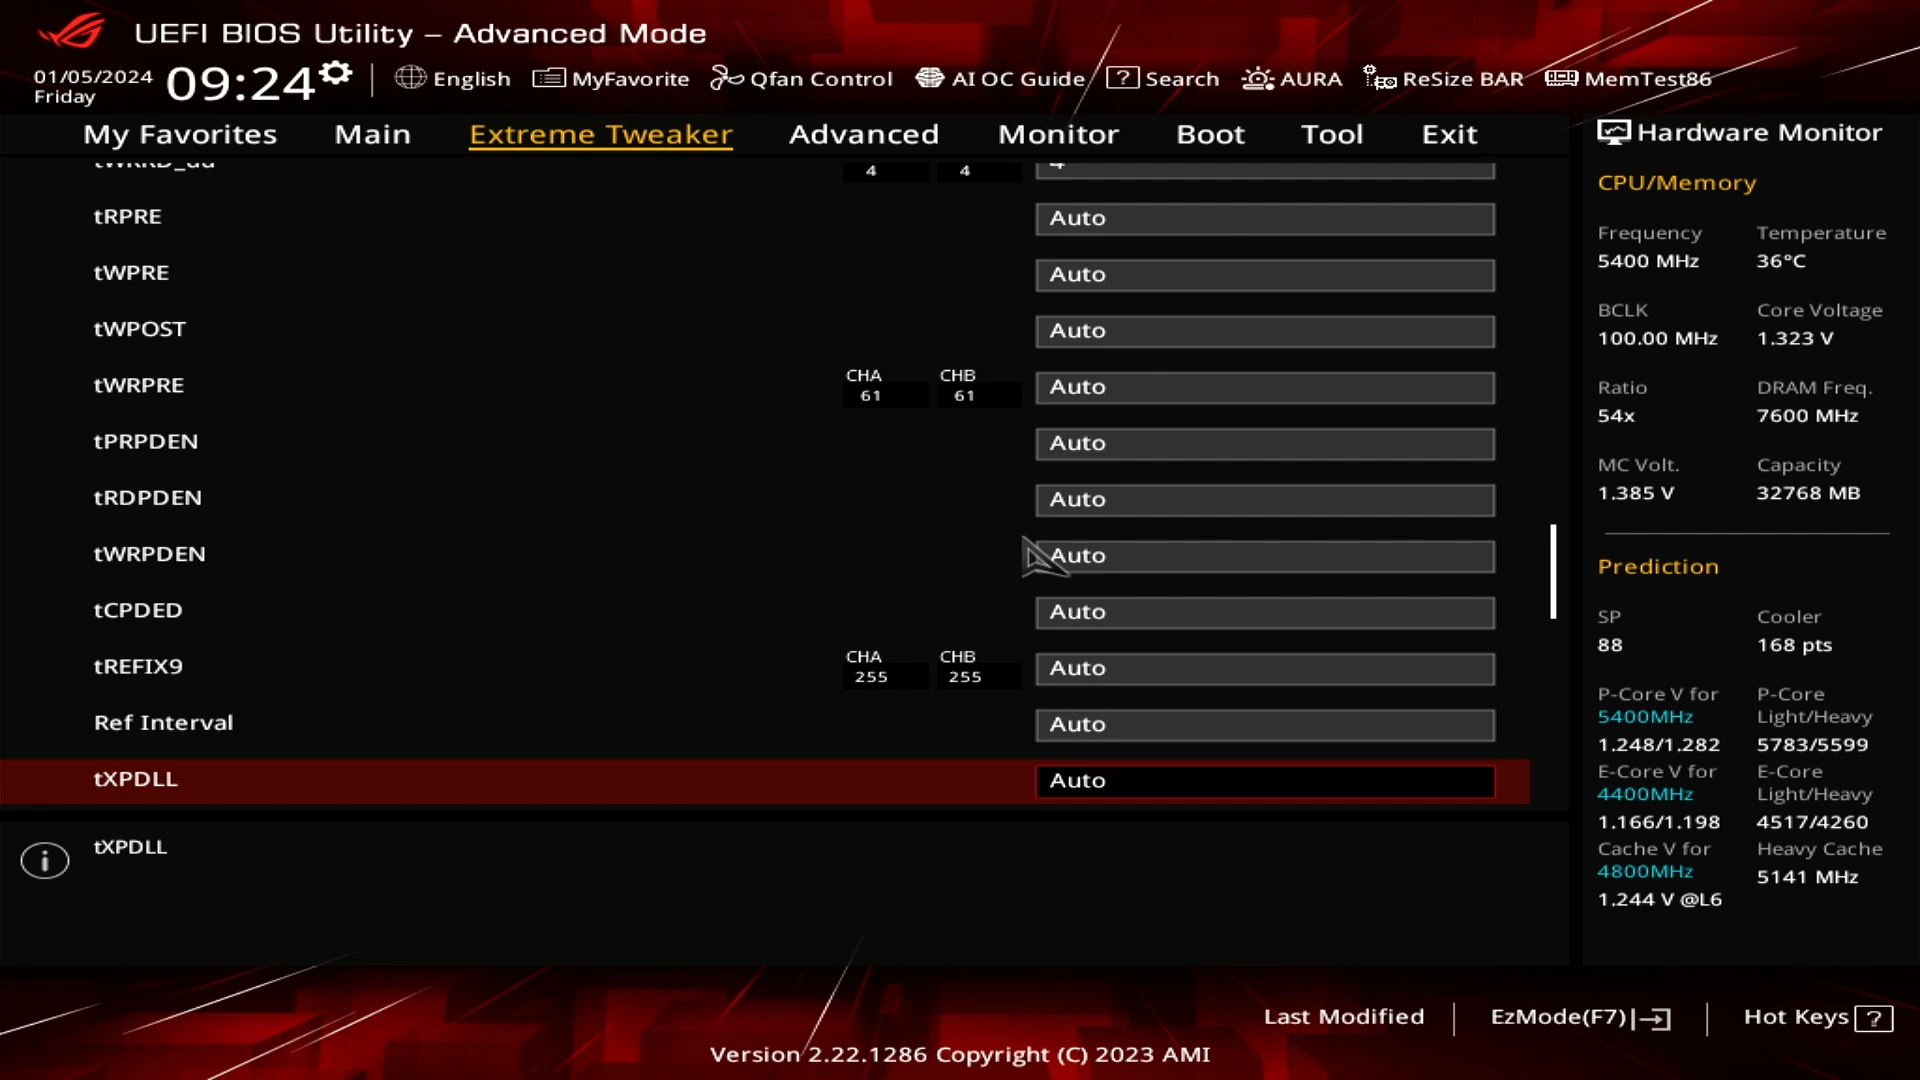 UEFI BIOS Utility – Advanced Mode
01/05/2024
Friday
09:24
English
MyFavorite
Qfan Control
AI OC Guide
? Search
AURA
ReSize BAR
MemTest86
My Favorites
Main
Extreme Tweaker
Advanced
Monitor
Boot
Tool
Exit
tWRRD_dd 4 4 4
tRPRE Auto
tWPRE Auto
tWPOST Auto
CHA CHB
tWRPRE 61 61 Auto
tPRPDEN Auto
tRDPDEN Auto
tWRPDEN Auto
tCPDED Auto
CHA CHB
tREFIX9 255 255 Auto
Ref Interval Auto
tXPDLL Auto
i tXPDLL
Hardware Monitor
CPU/Memory
Frequency Temperature
5400 MHz 36°C
BCLK Core Voltage
100.00 MHz 1.323 V
Ratio DRAM Freq.
54x 7600 MHz
MC Volt. Capacity
1.385 V 32768 MB
Prediction
SP Cooler
88 168 pts
P-Core V for P-Core
5400MHz Light/Heavy
1.248/1.282 5783/5599
E-Core V for E-Core
4400MHz Light/Heavy
1.166/1.198 4517/4260
Cache V for Heavy Cache
4800MHz 5141 MHz
1.244 V @L6
Last Modified
EzMode(F7)
Hot Keys ?
Version 2.22.1286 Copyright (C) 2023 AMI